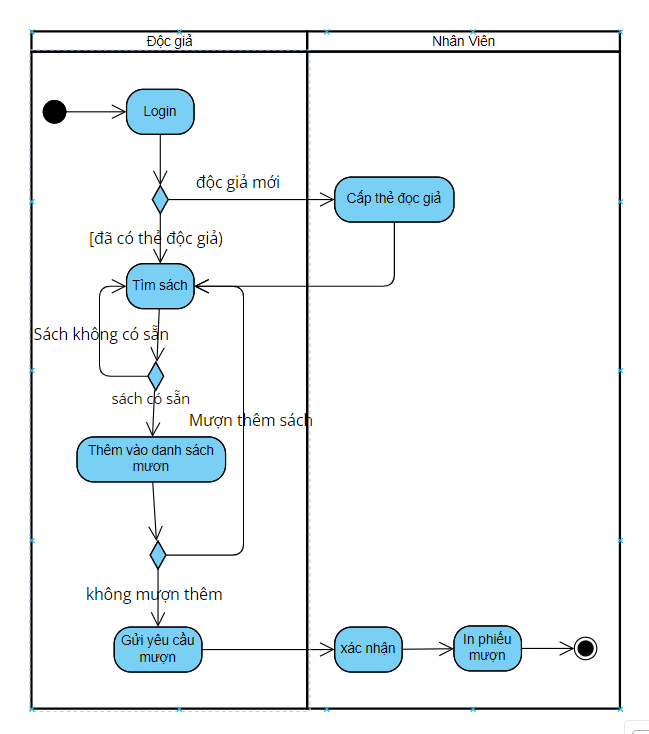 Độc giả
Nhân Viên
Login
độc giả mới
Cấp thẻ đọc giả
[đã có thẻ độc giả)
Tìm sách
Sách không có sẵn
sách có sẵn
Mượn thêm sách
Thêm vào danh sách
mươn
không mượn thêm
Gửi yêu cầu
mượn
xác nhận
In phiếu
mượn